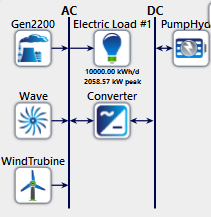 AC DC
Gen2200 Electric Load #1 PumpHyd
10000.00 kWh/d
2058.57 kW peak
Wave Converter
WindTrubine